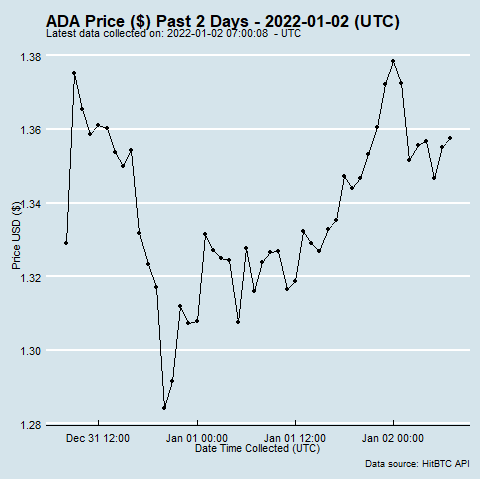 ADA Price ($) Past 2 Days - 2022-01-02 (UTC)
Latest data collected on: 2022-01-02 07:00:08 - UTC
1.38
1.36
1.34
1.32
1.30
1.28
Price USD ($)
Dec 31 12:00
Jan 01 00:00
Jan 01 12:00
Jan 02 00:00
Date Time Collected (UTC)
Data source: HitBTC API